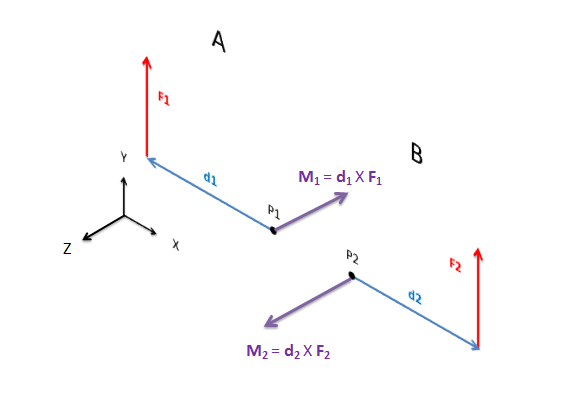 A
F1
Y
d1
B
M1 = d1 X F1
P1
X
Z
P2
F2
d2
M2 = d2 X F2